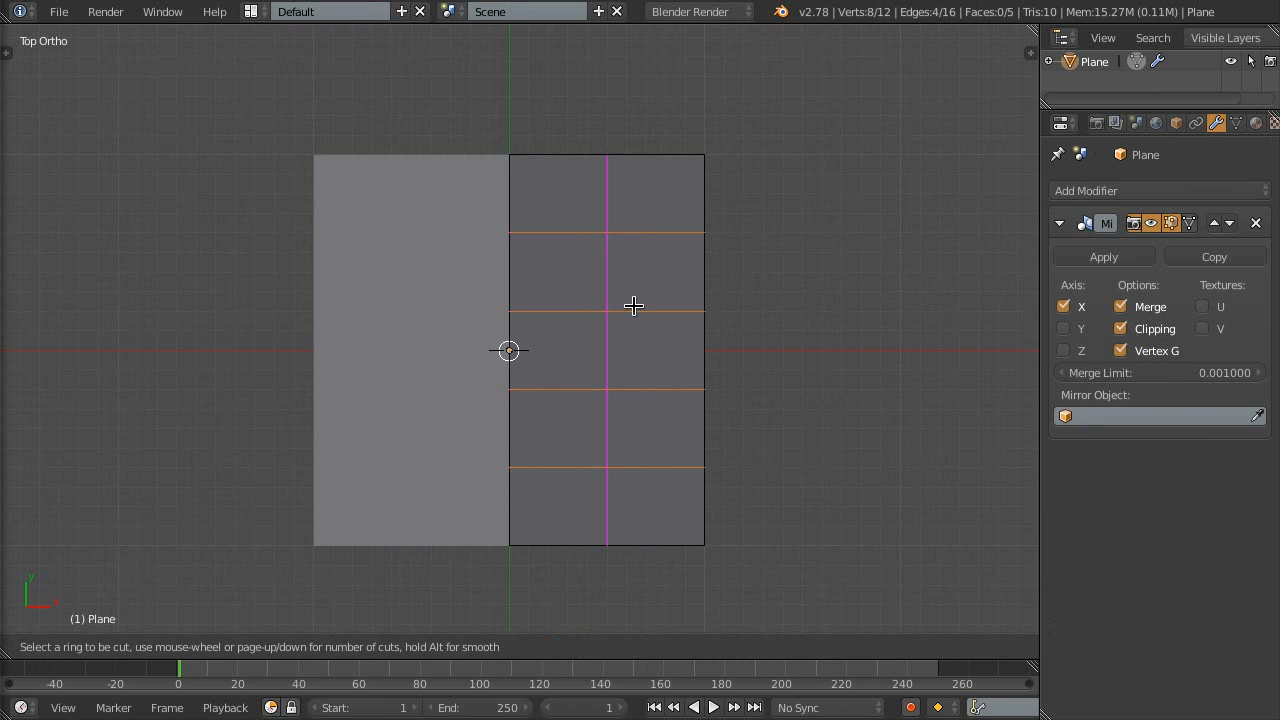 File Render Window Help Default Scene Blender Render v2.78 | Verts:8/12 | Edges:4/16 | Faces:0/5 | Tris:10 | Mem:15.27M (0.11M) | Plane
Top Ortho
View Search Visible Layers
Plane
Plane
Add Modifier
Mi
Apply Copy
Axis: Options: Textures:
X Merge U
Y Clipping V
Z Vertex G
Merge Limit: 0.001000
Mirror Object:
y
x
(1) Plane
Select a ring to be cut, use mouse-wheel or page-up/down for number of cuts, hold Alt for smooth
-40 -20 0 20 40 60 80 100 120 140 160 180 200 220 240 260
View Marker Frame Playback Start: 1 End: 250 1 No Sync